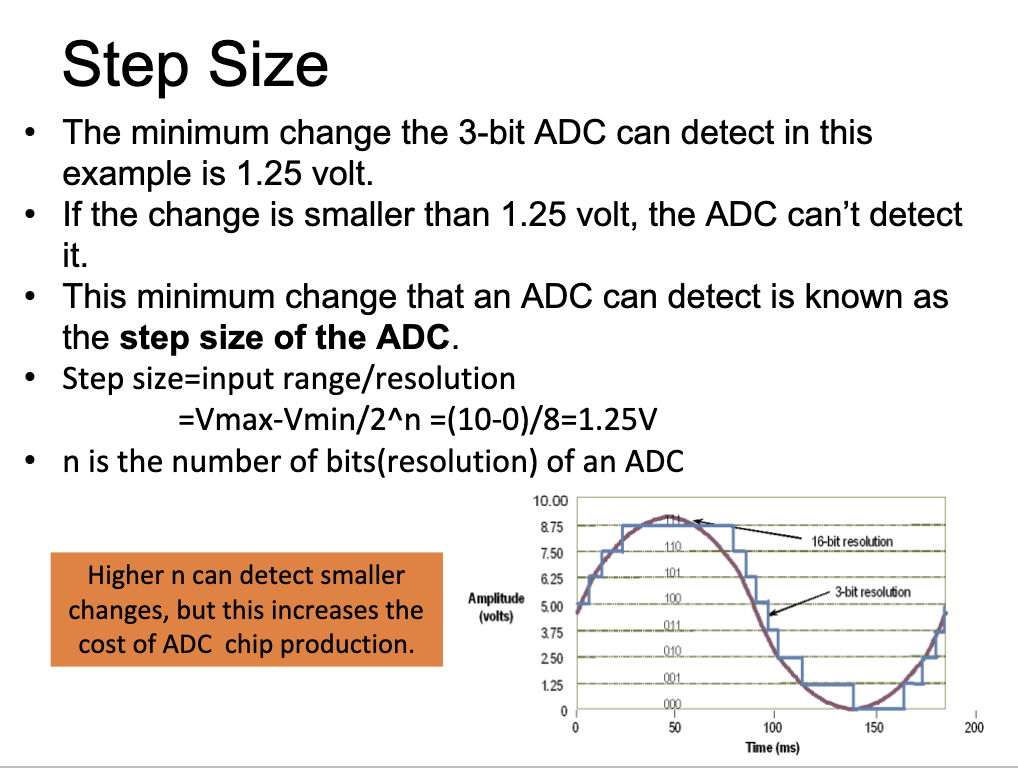 Step Size
• The minimum change the 3-bit ADC can detect in this
example is 1.25 volt.
• If the change is smaller than 1.25 volt, the ADC can’t detect
it.
• This minimum change that an ADC can detect is known as
the step size of the ADC.
• Step size=input range/resolution
=Vmax-Vmin/2^n =(10-0)/8=1.25V
• n is the number of bits(resolution) of an ADC
Higher n can detect smaller
changes, but this increases the
cost of ADC chip production.
Amplitude
(volts)
10.00
8.75
7.50
6.25
5.00
3.75
2.50
1.25
0
111
110
101
100
011
010
001
000
16-bit resolution
3-bit resolution
0 50 100 150 200
Time (ms)